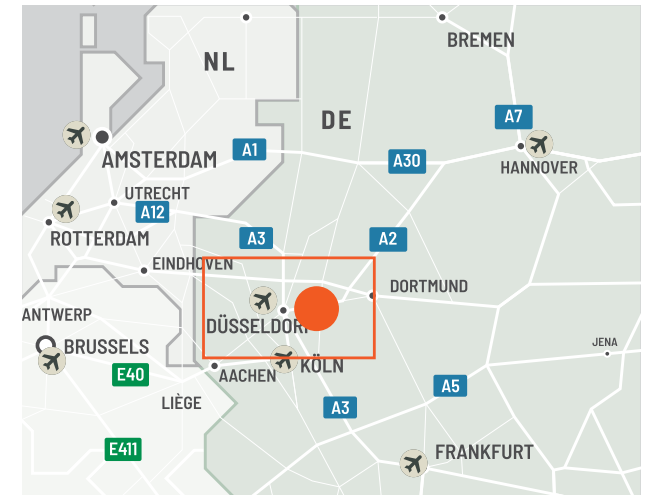 BREMEN
NL
DE
A7
AMSTERDAM
A1
A30
HANNOVER
UTRECHT
A12
ROTTERDAM
A3
A2
EINDHOVEN
DORTMUND
ANTWERP
DÜSSELDORF
BRUSSELS
JENA
E40
AACHEN
KÖLN
A5
LIÈGE
A3
E411
FRANKFURT